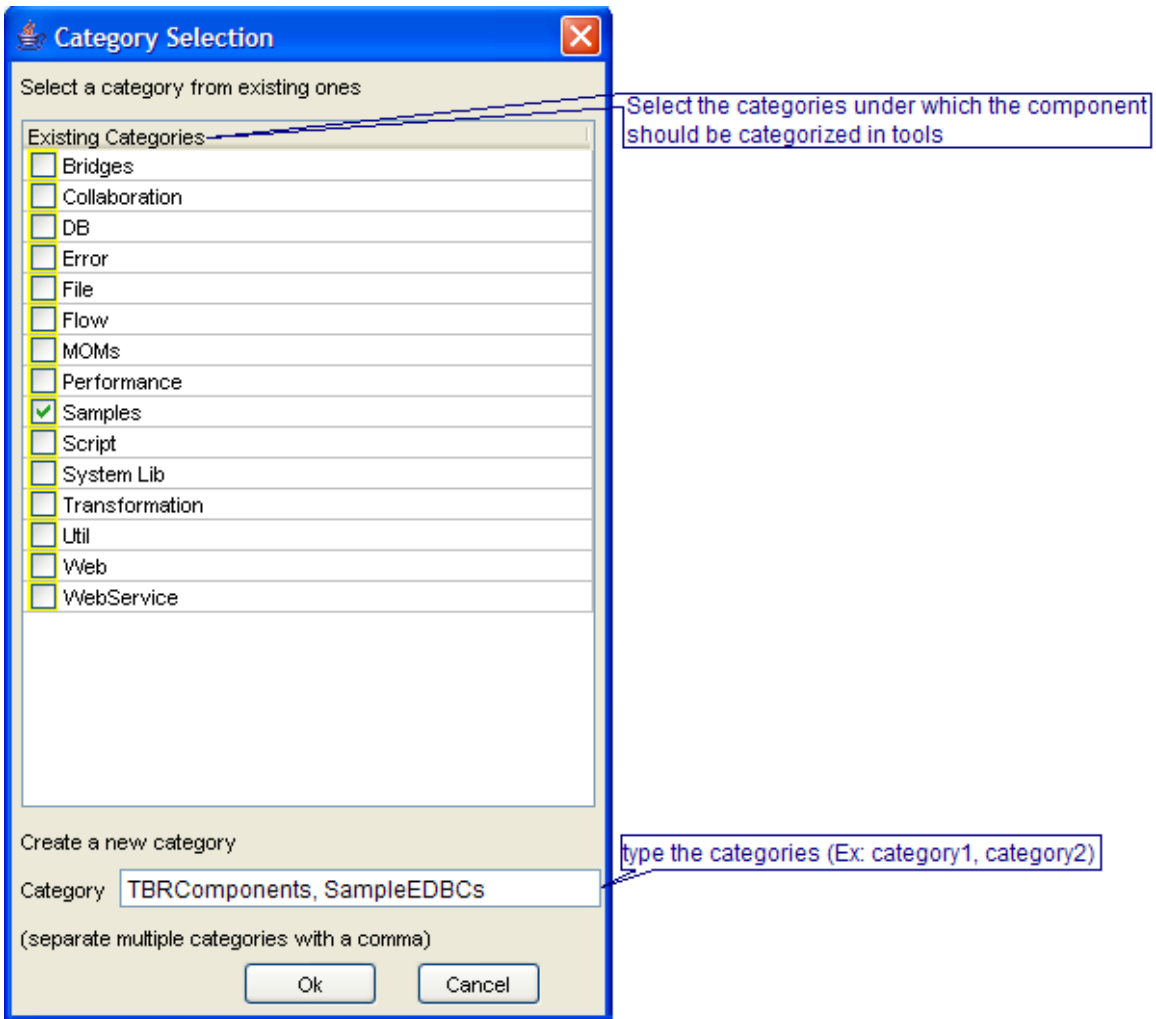 Category Selection
Select a category from existing ones
Select the categories under which the component
should be categorized in tools
Existing Categories
Bridges
Collaboration
DB
Error
File
Flow
MOMs
Performance
Samples
Script
System Lib
Transformation
Util
Web
WebService
Create a new category
type the categories (Ex: category1, category2)
Category TBRComponents, SampleEDBCs
(separate multiple categories with a comma)
Ok Cancel